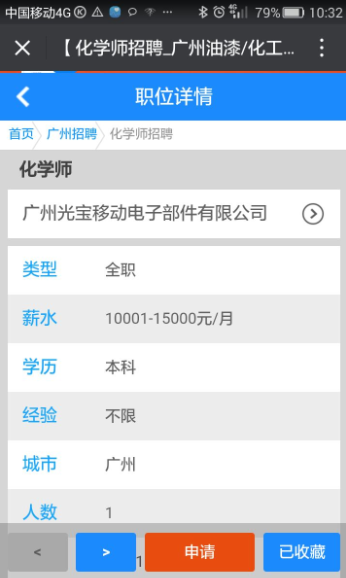 中国移动4G 79% 10:32
【 化学师招聘_广州油漆/化工...
职位详情
首页 广州招聘 化学师招聘
化学师
广州光宝移动电子部件有限公司
类型 全职
薪水 10001-15000元/月
学历 本科
经验 不限
城市 广州
人数 1
< > 申请 已收藏